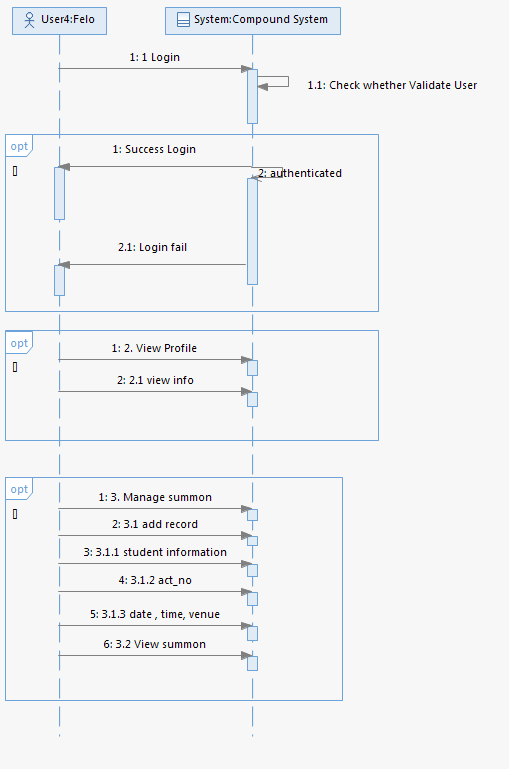 User4:Felo
System:Compound System
1: 1 Login
1.1: Check whether Validate User
opt
1: Success Login
[]
2: authenticated
2.1: Login fail
opt
1: 2. View Profile
[]
2: 2.1 view info
opt
1: 3. Manage summon
[]
2: 3.1 add record
3: 3.1.1 student information
4: 3.1.2 act_no
5: 3.1.3 date , time, venue
6: 3.2 View summon